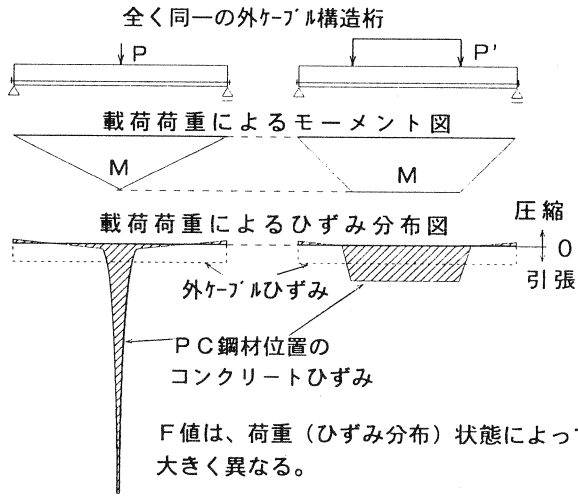 全く同一の外ケーブル構造桁
P
P'
載荷荷重によるモーメント図
M
M
載荷荷重によるひずみ分布図
圧縮
0
引張
外ケーブルひずみ
PC鋼材位置の
コンクリートひずみ
F値は、荷重（ひずみ分布）状態によって
大きく異なる。